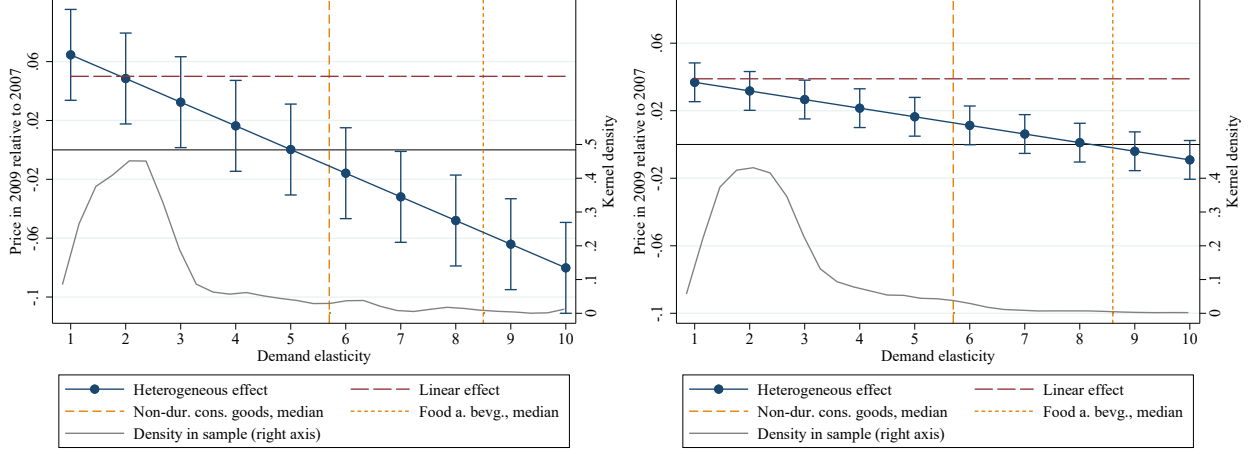 Price in 2009 relative to 2007
.06
.02
-.02
-.06
-.1
.5
.4
.3
.2
.1
0
Kernel density
1 2 3 4 5 6 7 8 9 10
Demand elasticity
Heterogeneous effect
Linear effect
Non-dur. cons. goods, median
Food a. bevg., median
Density in sample (right axis)
Price in 2009 relative to 2007
.06
.02
-.02
-.06
-.1
.5
.4
.3
.2
.1
0
Kernel density
1 2 3 4 5 6 7 8 9 10
Demand elasticity
Heterogeneous effect
Linear effect
Non-dur. cons. goods, median
Food a. bevg., median
Density in sample (right axis)